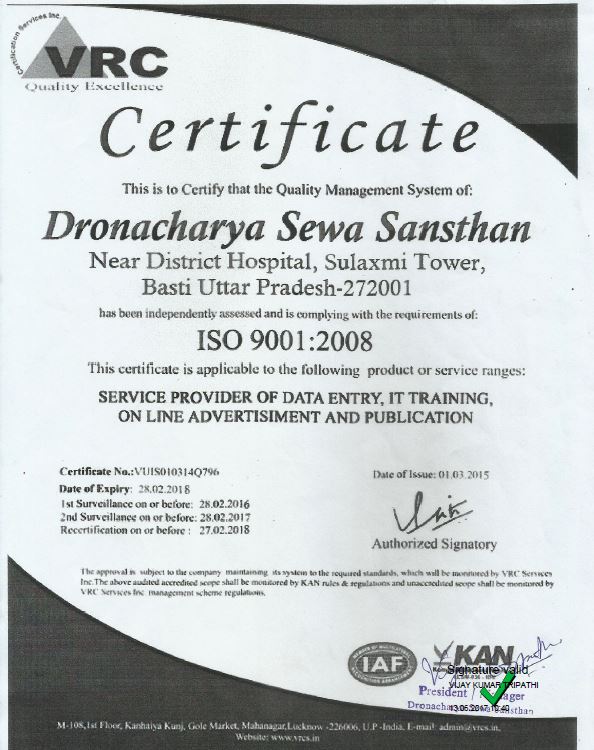 Certification Services Inc.
VRC
Quality Excellence
Certificate
This is to Certify that the Quality Management System of:
Dronacharya Sewa Sansthan
Near District Hospital, Sulaxmi Tower,
Basti Uttar Pradesh-272001
has been independently assessed and is complying with the requirements of:
ISO 9001:2008
This certificate is applicable to the following product or service ranges:
SERVICE PROVIDER OF DATA ENTRY, IT TRAINING,
ON LINE ADVERTISIMENT AND PUBLICATION
Certificate No.:VUIS010314Q796
Date of Expiry: 28.02.2018
1st Surveillance on or before: 28.02.2016
2nd Surveillance on or before: 28.02.2017
Recertification on or before : 27.02.2018
Date of Issue: 01.03.2015
Authorized Signatory
The approval is subject to the company maintaining its system to the required standards, which will be monitored by VRC Services
Inc.The above audited accredited scope shall be monitored by KAN rules & regulations and unaccredited scope shall be monitored by
VRC Services Inc. management scheme regulations.
IAF
KAN
Signature valid
VIJAY KUMAR TRIPATHI
President /
Dronacharya
13.06.2017
Sansthan
M-108,1st Floor, Kanhaiya Kunj, Gole Market, Mahanagar,Lucknow -226006, U.P -India, E-mail: admin@vrcs.in,
Website: www.vrcs.in